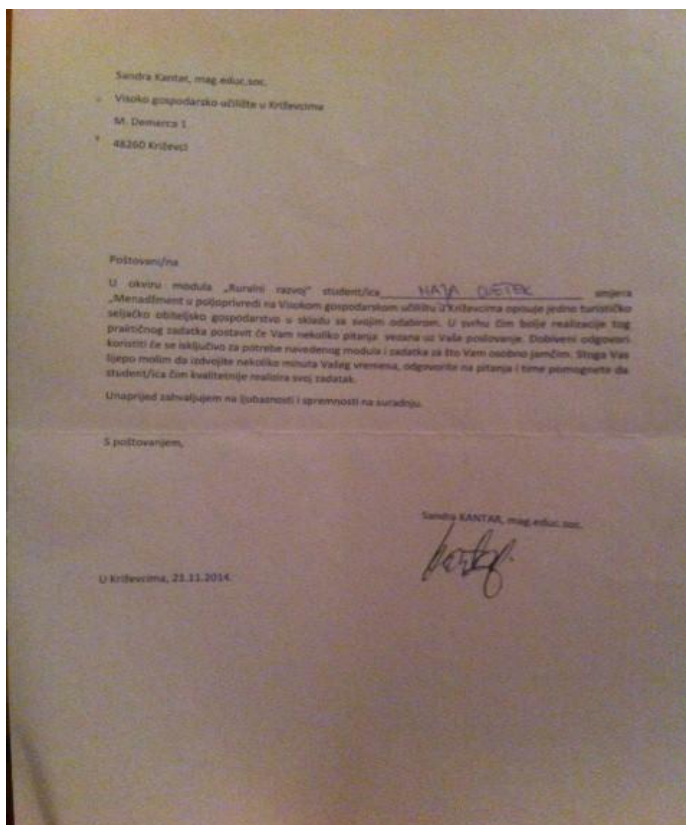 Sandra Kantar, mag.educ.soc.
Visoko gospodarsko učilište u Križevcima
M. Demerca 1
48260 Križevci
Poštovani/na
U okviru modula „Ruralni razvoj" student/ica smjera
„Menadžment u poljoprivredi na Visokom gospodarskom učilištu u Križevcima opisuje jedno turističko
seljačko obiteljsko gospodarstvo u skladu sa svojim odabirom. U svrhu čim bolje realizacije tog
praktičnog zadatka postavit će Vam nekoliko pitanja vezana uz Vaše poslovanje. Dobiveni odgovori
koristiti će se isključivo za potrebe navedenog modula i zadatka za što Vam osobno jamčim. Stoga Vas
lijepo molim da izdvojite nekoliko minuta Vašeg vremena, odgovorite na pitanja i time pomognete da
student/ica čim kvalitetnije realizira svoj zadatak.
Unaprijed zahvaljujem na ljubaznosti i spremnosti na suradnju.
S poštovanjem,
Sandra KANTAR, mag.educ.soc.
U Križevcima, 23.11.2014.